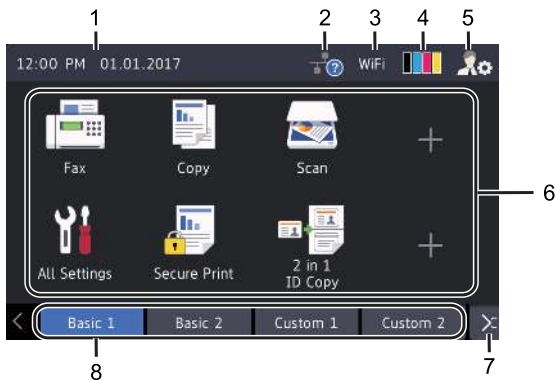 1 2 3 4 5
12:00 PM 01.01.2017 ? WiFi
Fax Copy Scan
6
All Settings Secure Print 2 in 1
ID Copy
Basic 1 Basic 2 Custom 1 Custom 2
8 7